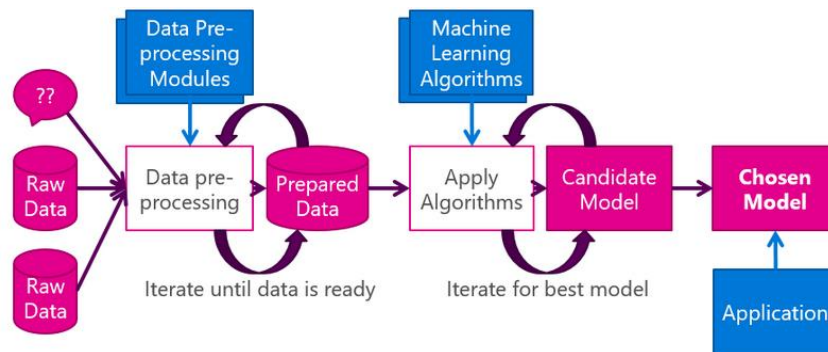 Data Pre-
processing
Modules
Machine
Learning
Algorithms
??
Raw
Data
Data pre-
processing
Prepared
Data
Apply
Algorithms
Candidate
Model
Chosen
Model
Raw
Data
Iterate until data is ready
Iterate for best model
Application